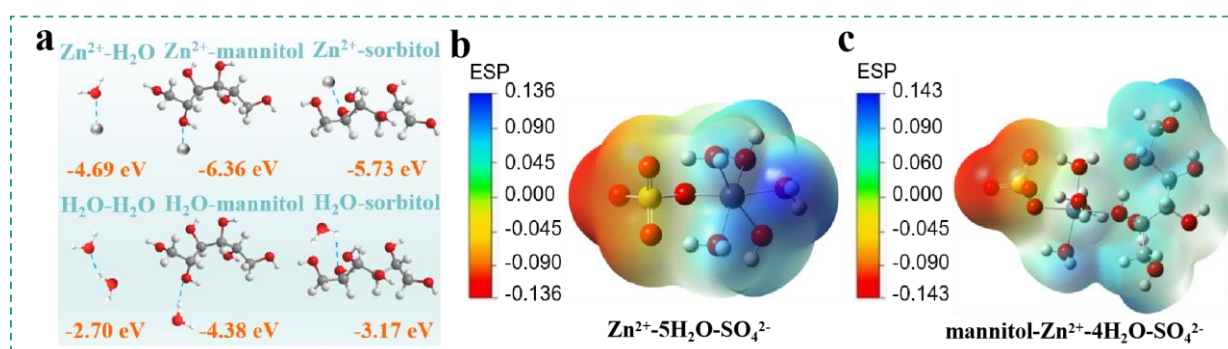 a
Zn²⁺-H₂O Zn²⁺-mannitol Zn²⁺-sorbitol
-4.69 eV -6.36 eV -5.73 eV
H₂O-H₂O H₂O-mannitol H₂O-sorbitol
-2.70 eV -4.38 eV -3.17 eV
b
ESP
0.136
0.090
0.045
0.000
-0.045
-0.090
-0.136
Zn²⁺-5H₂O-SO₄²⁻
c
ESP
0.143
0.090
0.060
0.000
-0.045
-0.090
-0.143
mannitol-Zn²⁺-4H₂O-SO₄²⁻